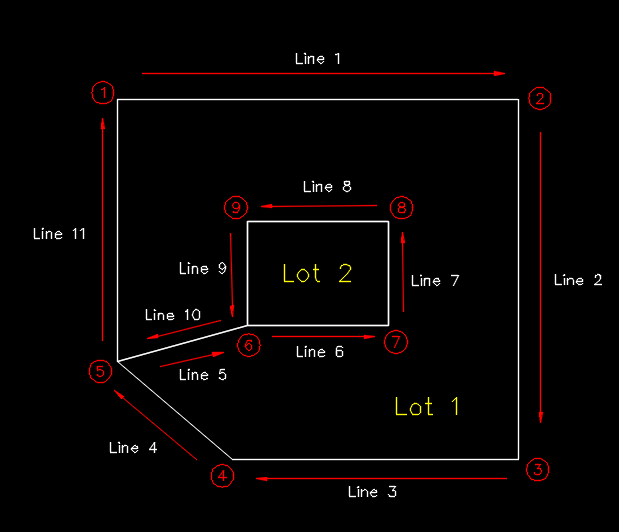 Line 1
1
2
Line 8
9
8
Line 11
Line 9
Lot 2
Line 7
Line 2
Line 10
6
7
Line 6
5
Line 5
Lot 1
Line 4
4
3
Line 3